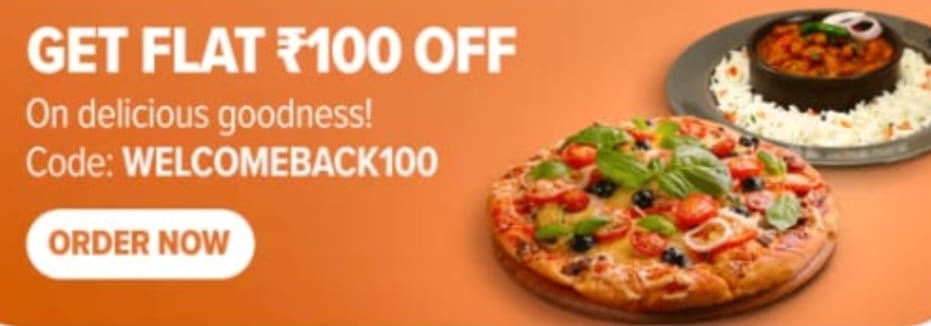 GET FLAT ₹100 OFF
On delicious goodness!
Code: WELCOMEBACK100
ORDER NOW